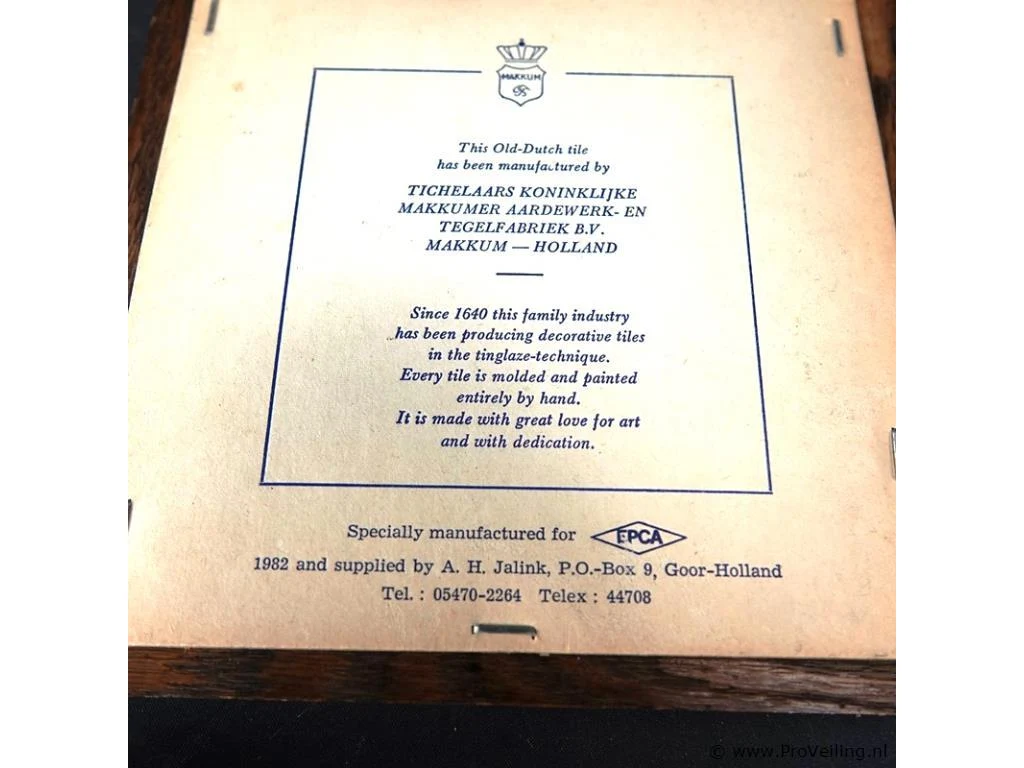 MAKKUM
This Old-Dutch tile
has been manufactured by
TICHELAARS KONINKLIJKE
MAKKUMER AARDEWERK- EN
TEGELFABRIEK B.V.
MAKKUM — HOLLAND
Since 1640 this family industry
has been producing decorative tiles
in the tinglaze-technique.
Every tile is molded and painted
entirely by hand.
It is made with great love for art
and with dedication.
Specially manufactured for EPCA
1982 and supplied by A. H. Jalink, P.O.-Box 9, Goor-Holland
Tel. : 05470-2264 Telex : 44708
© www.ProVeiling.nl